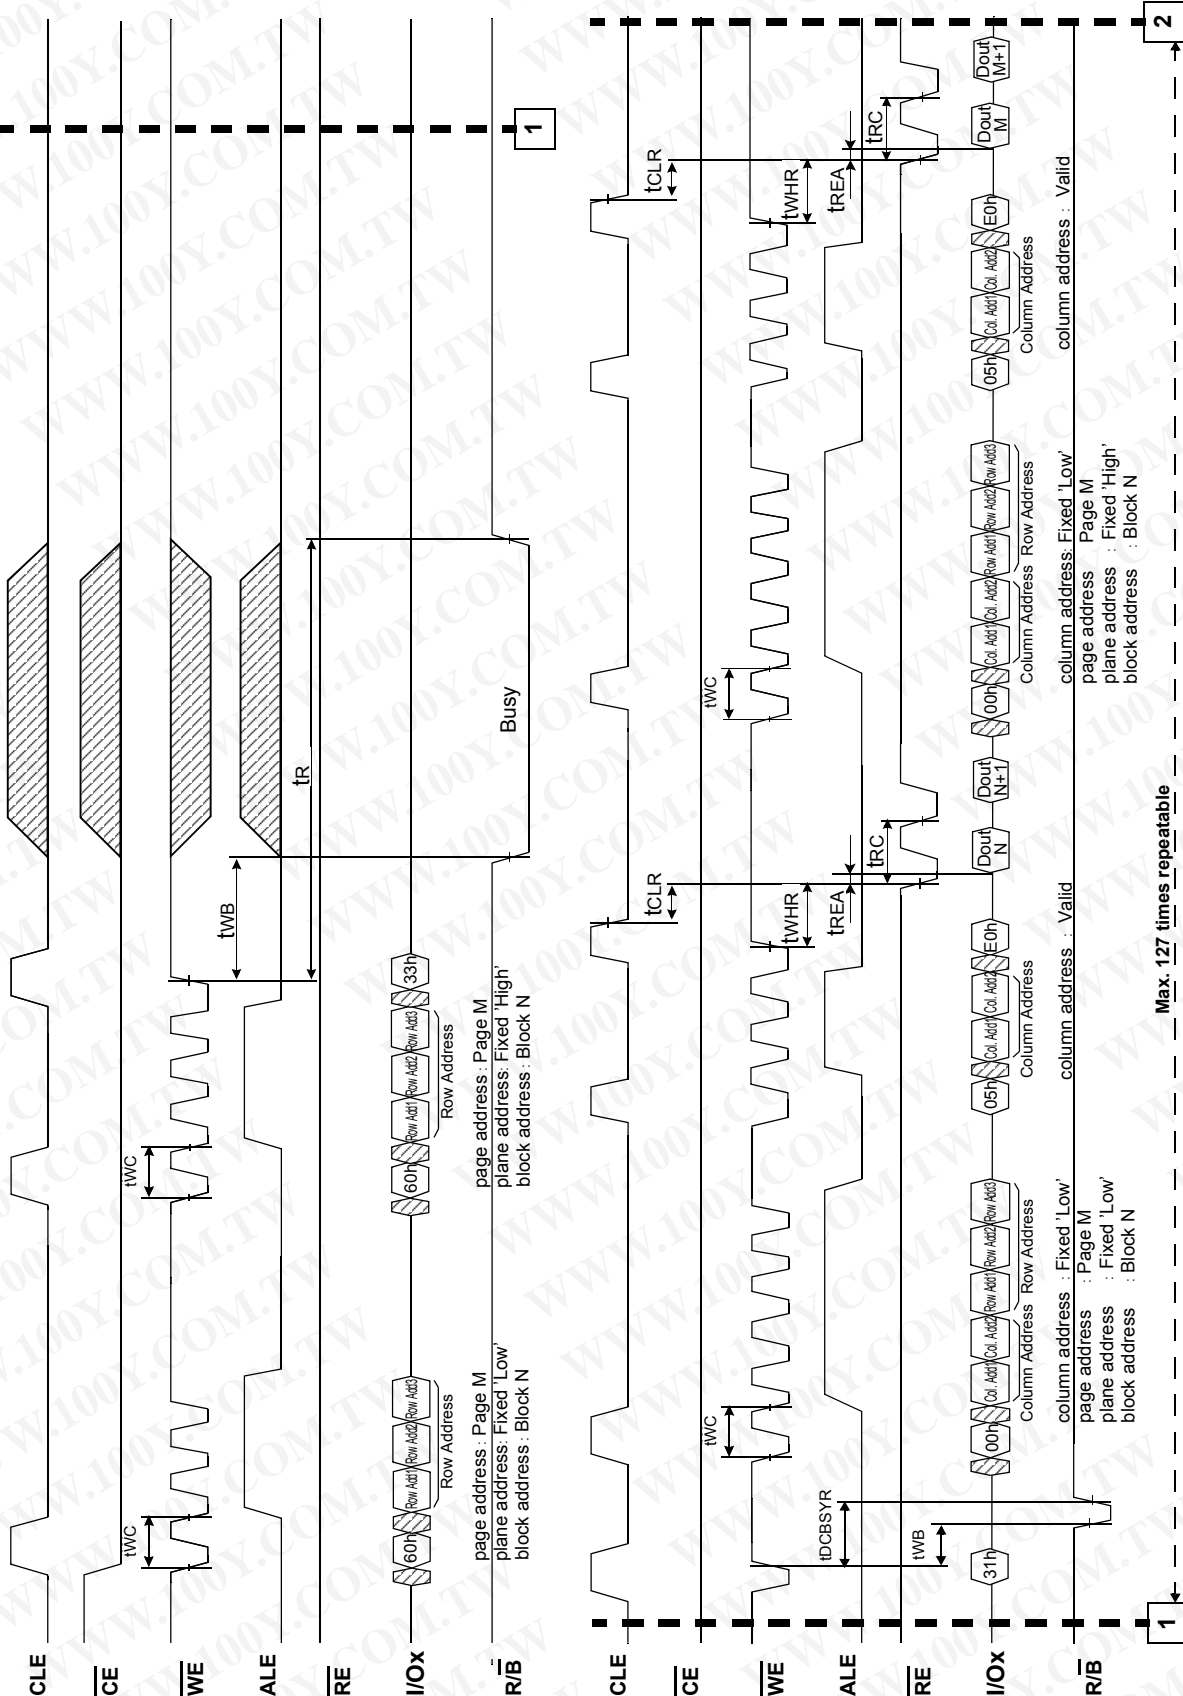 CLE
CE
WE
ALE
RE
I/Ox
R/B
tWC
tWC
tWB
tR
Busy
60h Row Add1 Row Add2 Row Add3
Row Address
page address : Page M
plane address: Fixed 'Low'
block address : Block N
60h Row Add1 Row Add2 Row Add3 33h
Row Address
page address : Page M
plane address: Fixed 'High'
block address : Block N
1
CLE
CE
WE
ALE
RE
I/Ox
R/B
1
tDCBSYR
tWB
31h
tWC
00h Col. Add1 Col. Add2 Row Add1 Row Add2 Row Add3
Column Address Row Address
column address : Fixed 'Low'
page address : Page M
plane address : Fixed 'Low'
block address : Block N
05h Col. Add1 Col. Add2 E0h
Column Address
column address : Valid
tCLR
tWHR
tREA
tRC
Dout N
Dout N+1
tWC
00h Col. Add1 Col. Add2 Row Add1 Row Add2 Row Add3
Column Address Row Address
column address: Fixed 'Low'
page address Page M
plane address : Fixed 'High'
block address : Block N
05h Col. Add1 Col. Add2 E0h
Column Address
column address : Valid
tCLR
tWHR
tREA
tRC
Dout M
Dout M+1
Max. 127 times repeatable
2
WWW.100Y.COM.TW